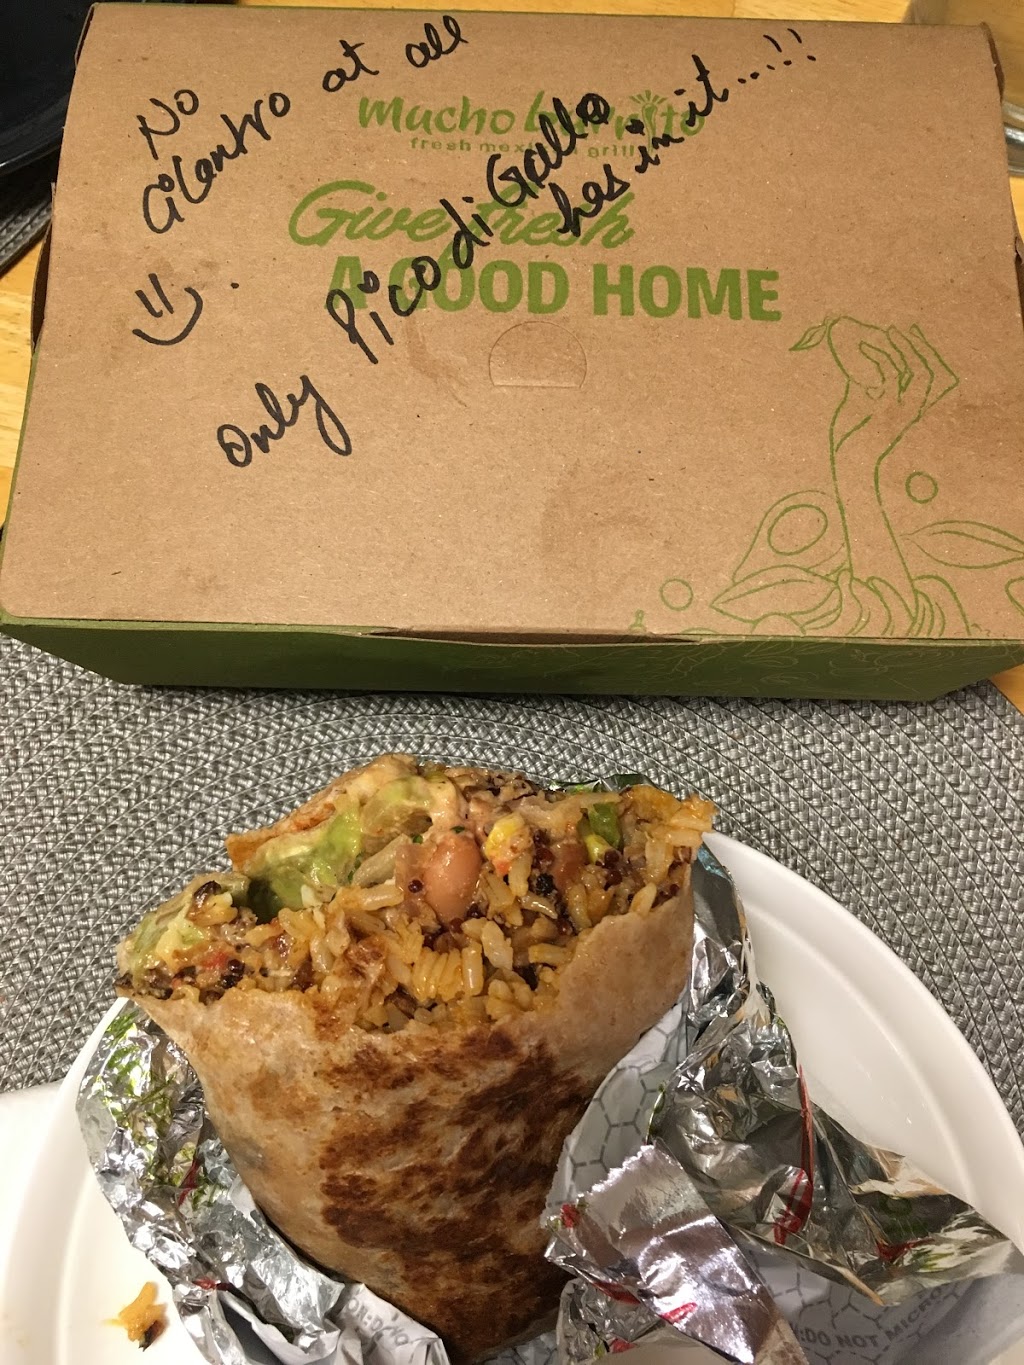 No
cilentro at all
:).
only Pico di Gallo
has in it....!!
mucho burrito
fresh mexican grill
Give fresh
A GOOD HOME
DO NOT MICRO